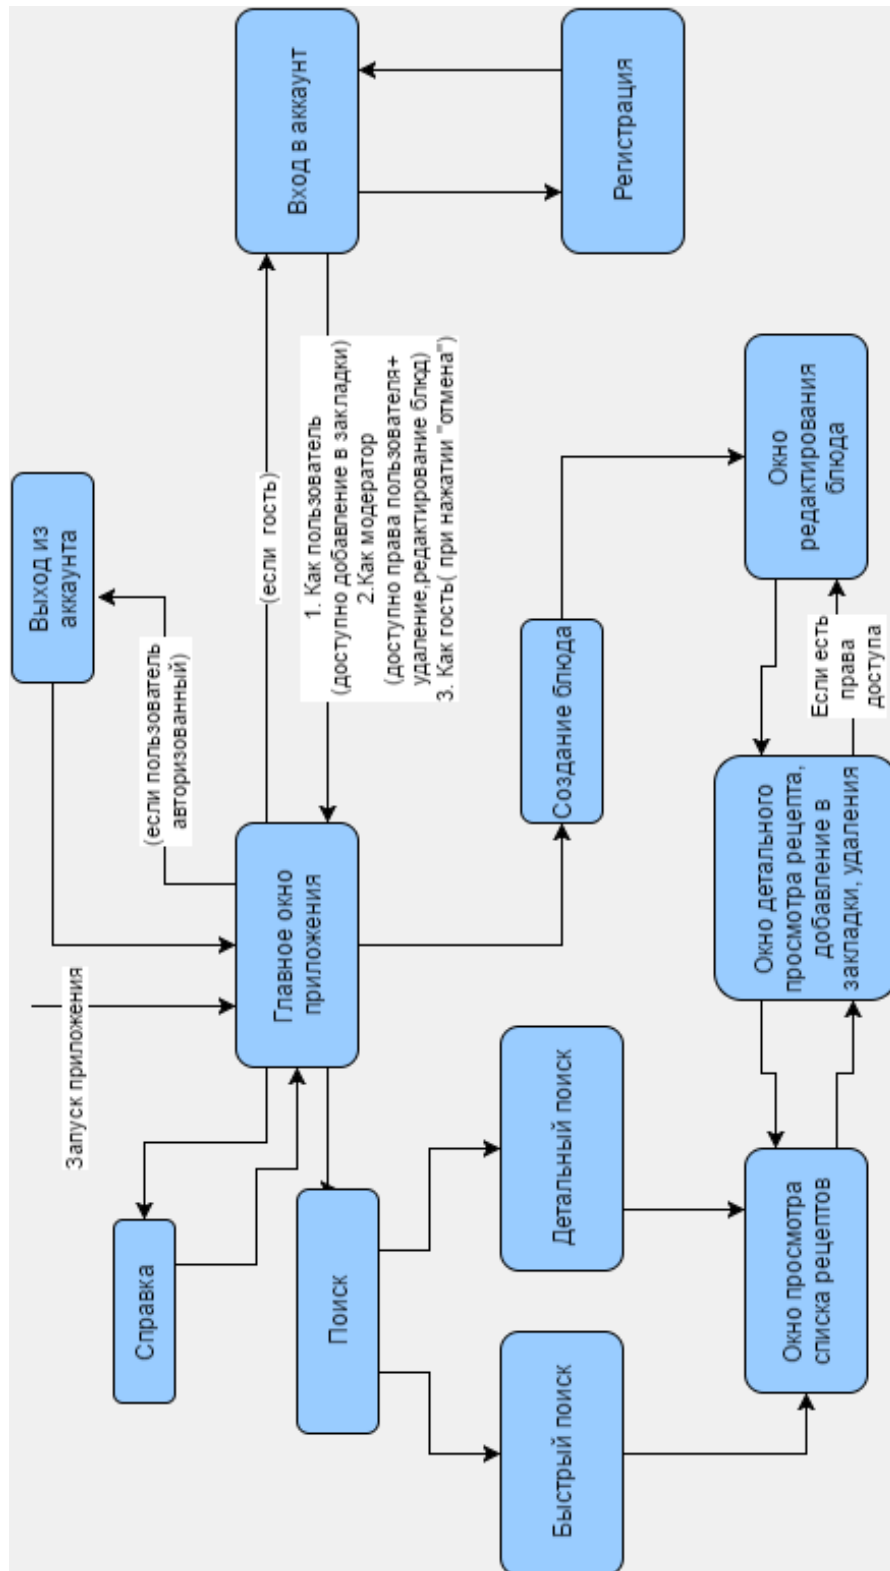 Запуск приложения
Справка
Поиск
Быстрый поиск
Детальный поиск
Главное окно
приложения
(если пользователь
авторизованный)
Выход из
аккаунта
(если гость)
1. Как пользователь
(доступно добавление в закладки)
2.Как модератор
(доступно права пользователя+
удаление,редактирование блюд)
3. Как гость( при нажатии "отмена")
Вход в аккаунт
Регистрация
Создание блюда
Окно просмотра
списка рецептов
Окно детального
просмотра рецепта,
добавление в
закладки, удаления
Если есть
права
доступа
Окно
редактирования
блюда